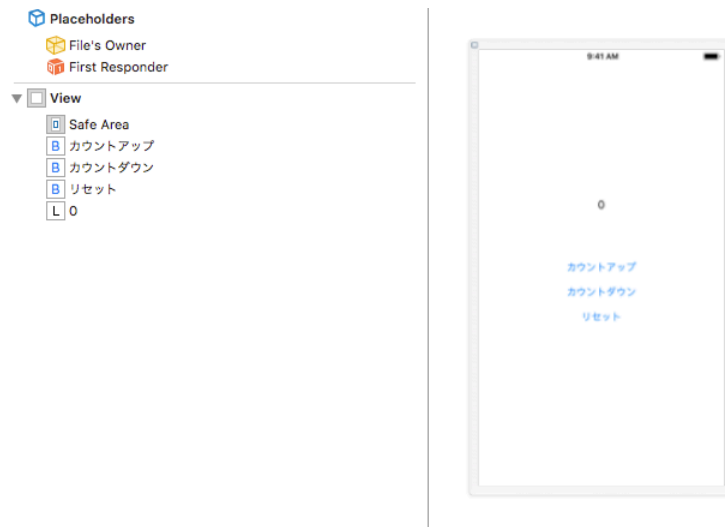 Placeholders
File's Owner
First Responder
View
Safe Area
B カウントアップ
B カウントダウン
B リセット
L 0
9:41 AM
0
カウントアップ
カウントダウン
リセット